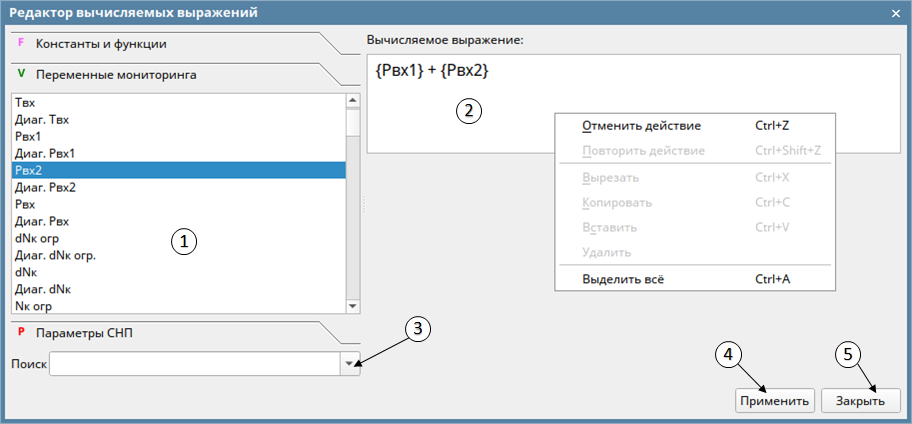 Редактор вычисляемых выражений
F Константы и функции
V Переменные мониторинга
Твх
Диаг. Твх
Рвх1
Диаг. Рвх1
Рвх2
Диаг. Рвх2
Рвх
Диаг. Рвх
dNк огр
Диаг. dNк огр.
dNк
Диаг. dNк
Nк огр
1
P Параметры СНП
Поиск
3
Вычисляемое выражение:
{Рвх1} + {Рвх2}
2
Отменить действие Ctrl+Z
Повторить действие Ctrl+Shift+Z
Вырезать Ctrl+X
Копировать Ctrl+C
Вставить Ctrl+V
Удалить
Выделить всё Ctrl+A
4
5
Применить
Закрыть